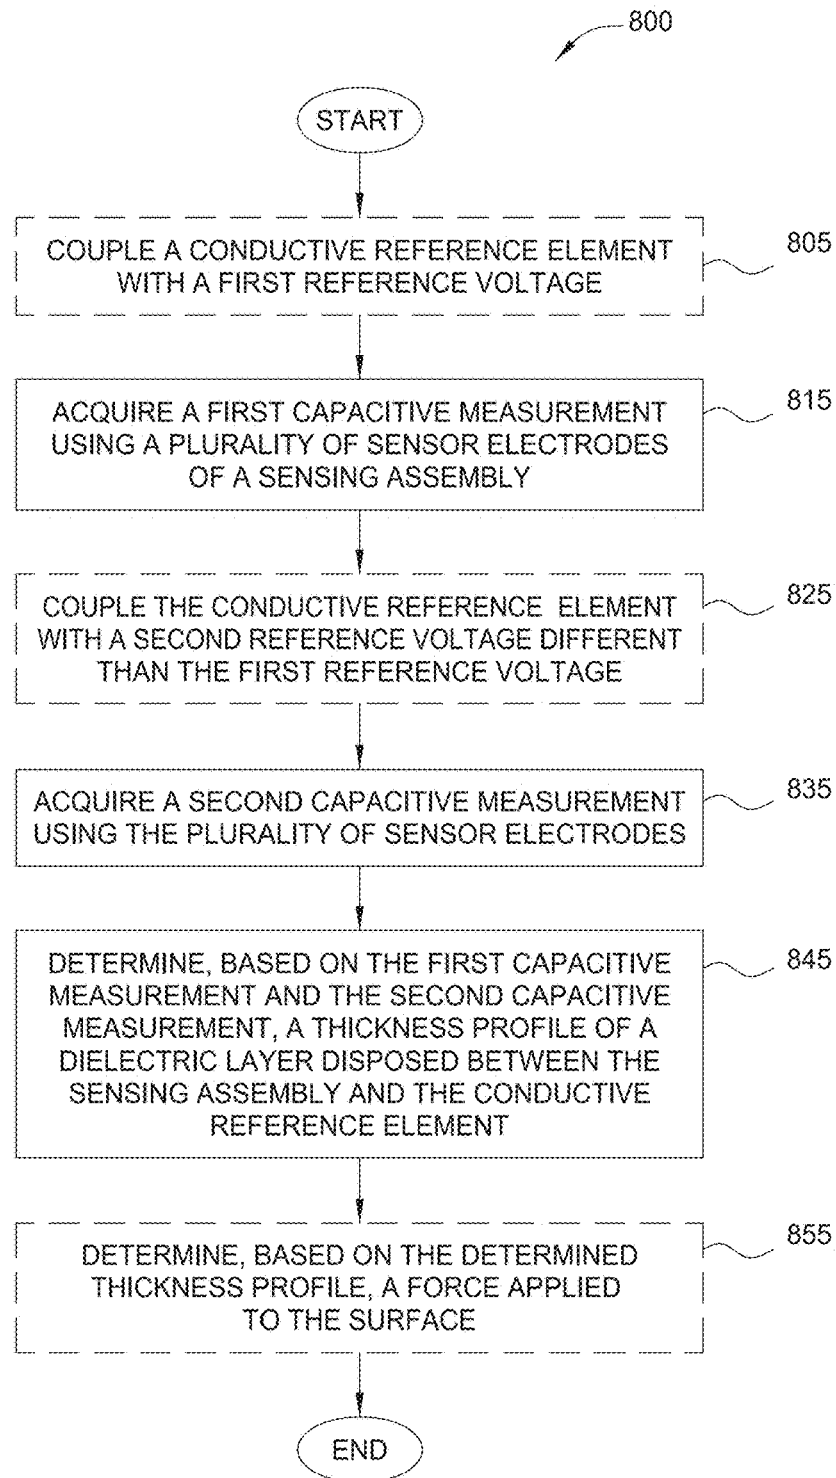 800
START
COUPLE A CONDUCTIVE REFERENCE ELEMENT
WITH A FIRST REFERENCE VOLTAGE
805
ACQUIRE A FIRST CAPACITIVE MEASUREMENT
USING A PLURALITY OF SENSOR ELECTRODES
OF A SENSING ASSEMBLY
815
COUPLE THE CONDUCTIVE REFERENCE ELEMENT
WITH A SECOND REFERENCE VOLTAGE DIFFERENT
THAN THE FIRST REFERENCE VOLTAGE
825
ACQUIRE A SECOND CAPACITIVE MEASUREMENT
USING THE PLURALITY OF SENSOR ELECTRODES
835
DETERMINE, BASED ON THE FIRST CAPACITIVE
MEASUREMENT AND THE SECOND CAPACITIVE
MEASUREMENT, A THICKNESS PROFILE OF A
DIELECTRIC LAYER DISPOSED BETWEEN THE
SENSING ASSEMBLY AND THE CONDUCTIVE
REFERENCE ELEMENT
845
DETERMINE, BASED ON THE DETERMINED
THICKNESS PROFILE, A FORCE APPLIED
TO THE SURFACE
855
END